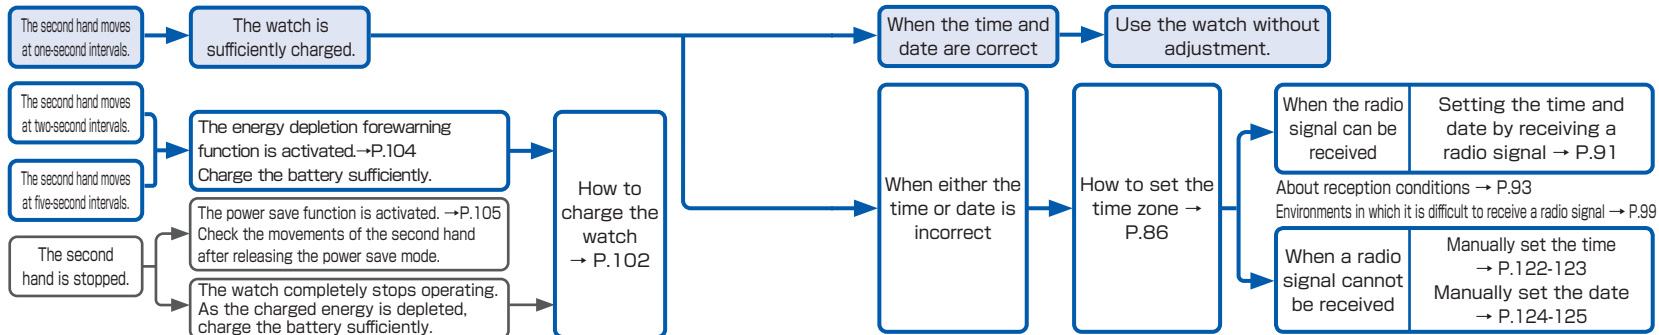 The second hand moves
at one-second intervals.
The watch is
sufficiently charged.
When the time and
date are correct
Use the watch without
adjustment.
The second hand moves
at two-second intervals.
The second hand moves
at five-second intervals.
The energy depletion forewarning
function is activated.→P.104
Charge the battery sufficiently.
The second
hand is stopped.
The power save function is activated. →P.105
Check the movements of the second hand
after releasing the power save mode.
The watch completely stops operating.
As the charged energy is depleted,
charge the battery sufficiently.
How to
charge the
watch
→ P.102
When either the
time or date is
incorrect
How to set the
time zone →
P.86
When the radio
signal can be
received
Setting the time and
date by receiving a
radio signal → P.91
About reception conditions → P.93
Environments in which it is difficult to receive a radio signal → P.99
When a radio
signal cannot
be received
Manually set the time
→ P.122-123
Manually set the date
→ P.124-125